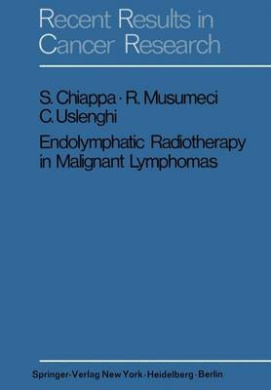 Recent Results in
Cancer Research
S. Chiappa · R. Musumeci
C. Uslenghi
Endolymphatic Radiotherapy
in Malignant Lymphomas
Springer-Verlag New York · Heidelberg · Berlin